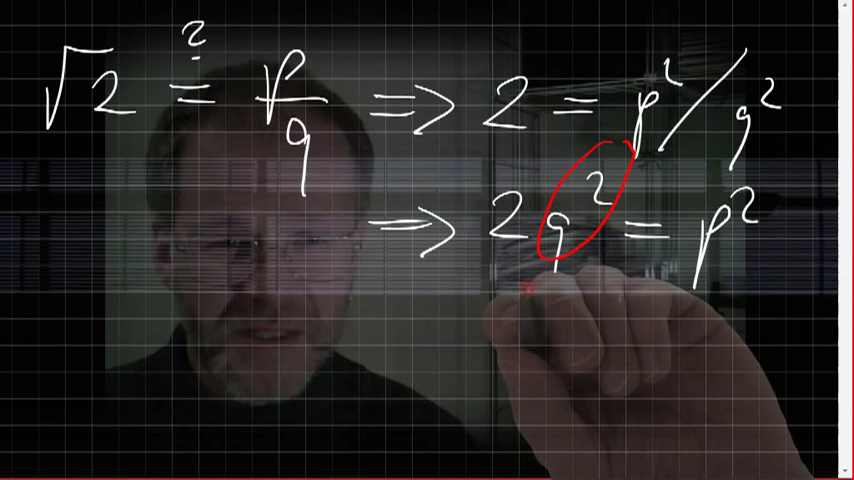 √2 ≟ p/q => 2 = p²/q²
=> 2q² = p²